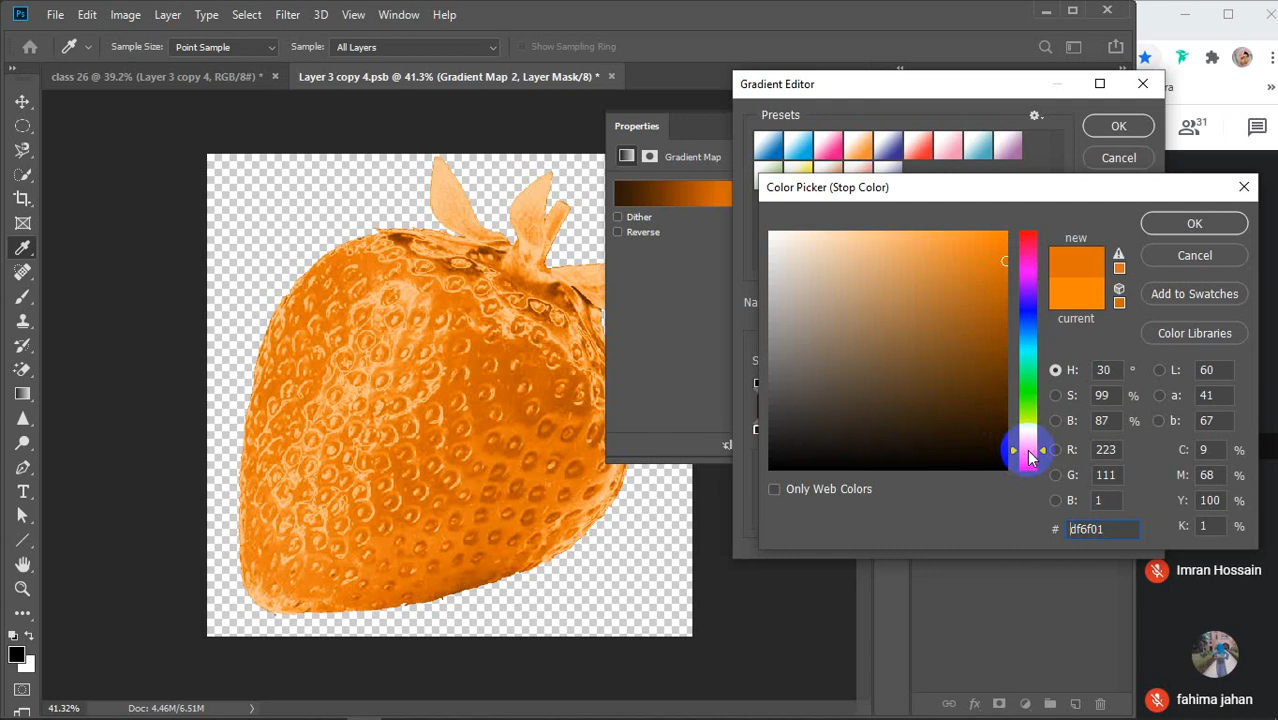 Ps File Edit Image Layer Type Select Filter 3D View Window Help
Sample Size: Point Sample Sample: All Layers Show Sampling Ring
class 26 @ 39.2% (Layer 3 copy 4, RGB/8#) * × Layer 3 copy 4.psb @ 41.3% (Gradient Map 2, Layer Mask/8) * ×
Gradient Editor
Presets
OK
Cancel
31
Properties
Gradient Map
Dither
Reverse
Color Picker (Stop Color)
new
current
OK
Cancel
Add to Swatches
Color Libraries
H: 30 °
S: 99 %
B: 87 %
R: 223
G: 111
B: 1
L: 60
a: 41
b: 67
C: 9 %
M: 68 %
Y: 100 %
K: 1 %
# df6f01
Only Web Colors
Imran Hossain
fahima jahan
41.32% Doc: 4.46M/6.51M
fx